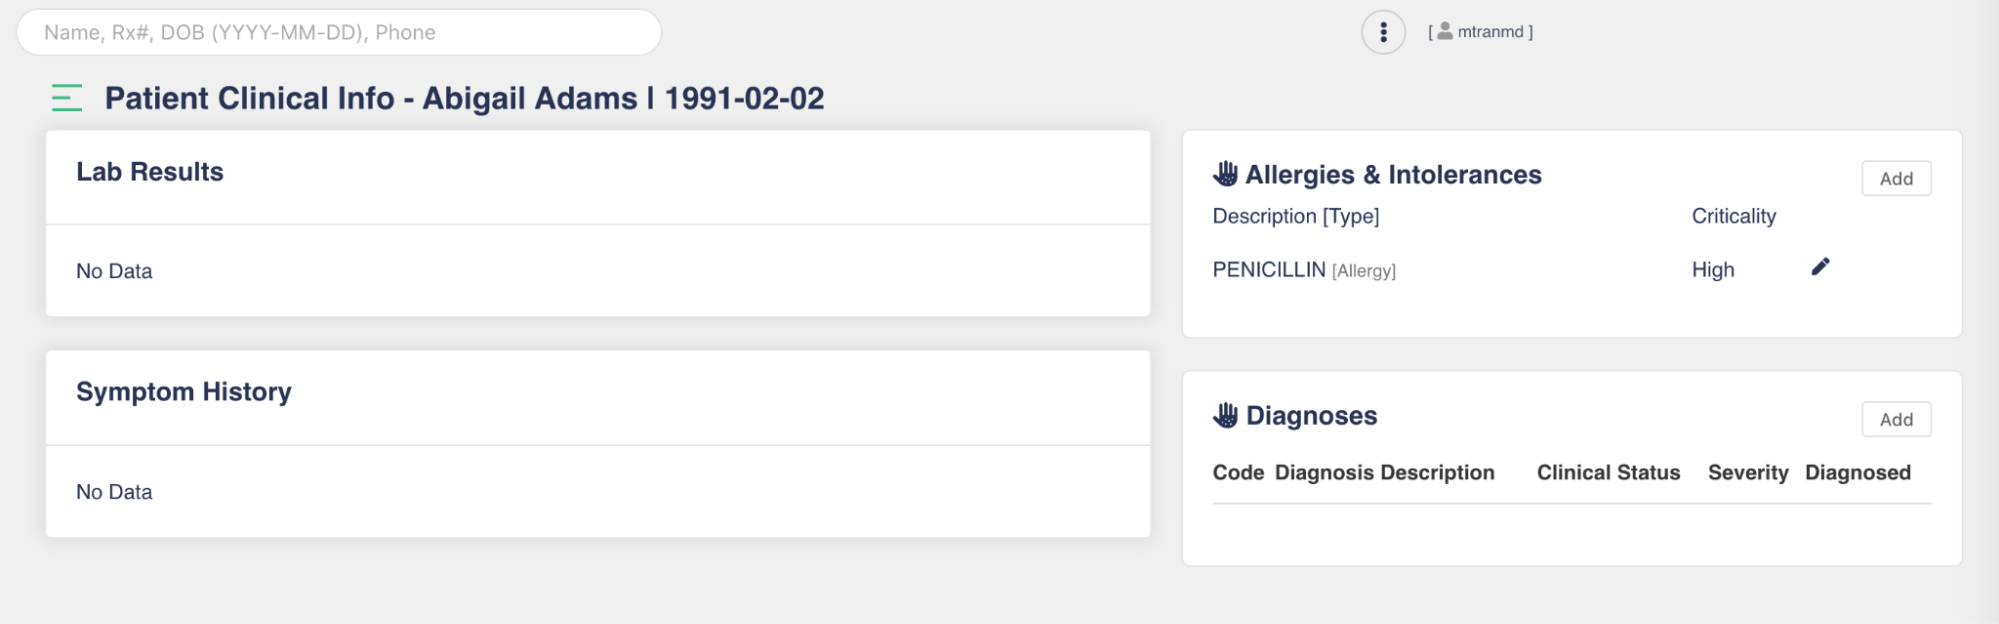 Name, Rx#, DOB (YYYY-MM-DD), Phone
[ mtranmd ]
Patient Clinical Info - Abigail Adams | 1991-02-02
Lab Results
No Data
Symptom History
No Data
Allergies & Intolerances
Add
Description [Type] Criticality
PENICILLIN [Allergy] High
Diagnoses
Add
Code Diagnosis Description Clinical Status Severity Diagnosed